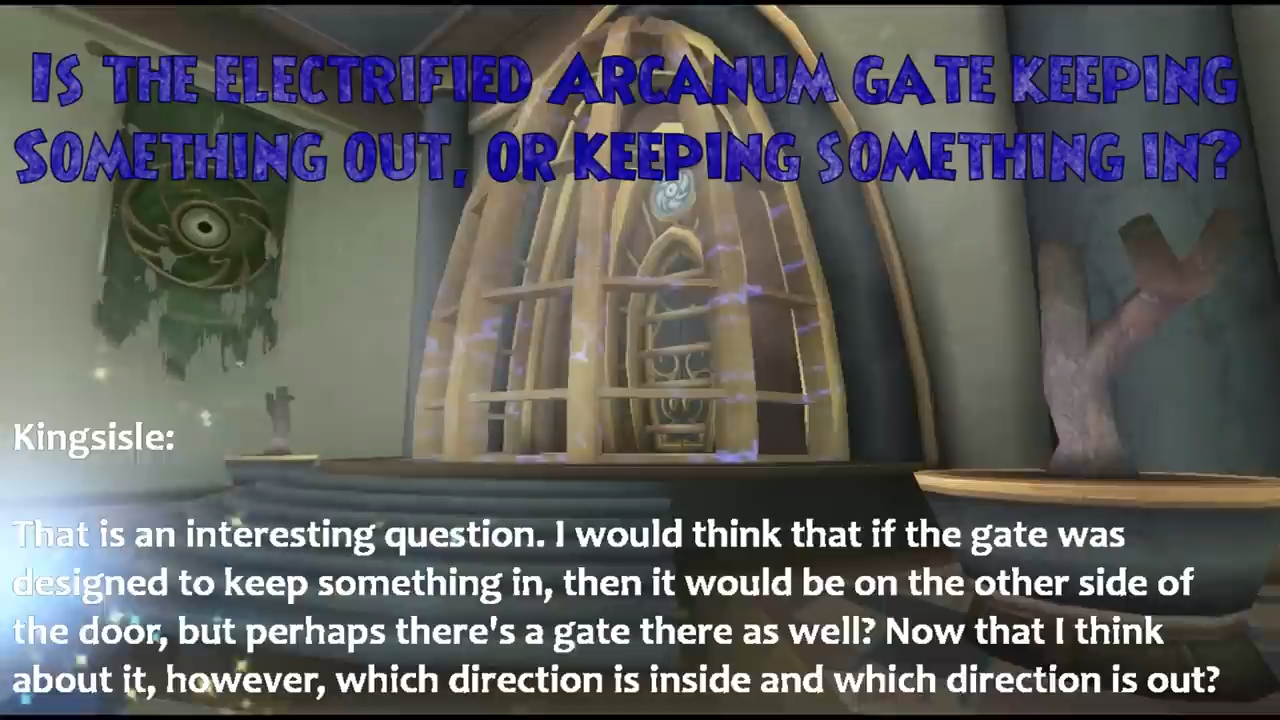 Is the electrified Arcanum gate keeping
Something out, or keeping something in?
Kingsisle:
That is an interesting question. I would think that if the gate was
designed to keep something in, then it would be on the other side of
the door, but perhaps there's a gate there as well? Now that I think
about it, however, which direction is inside and which direction is out?